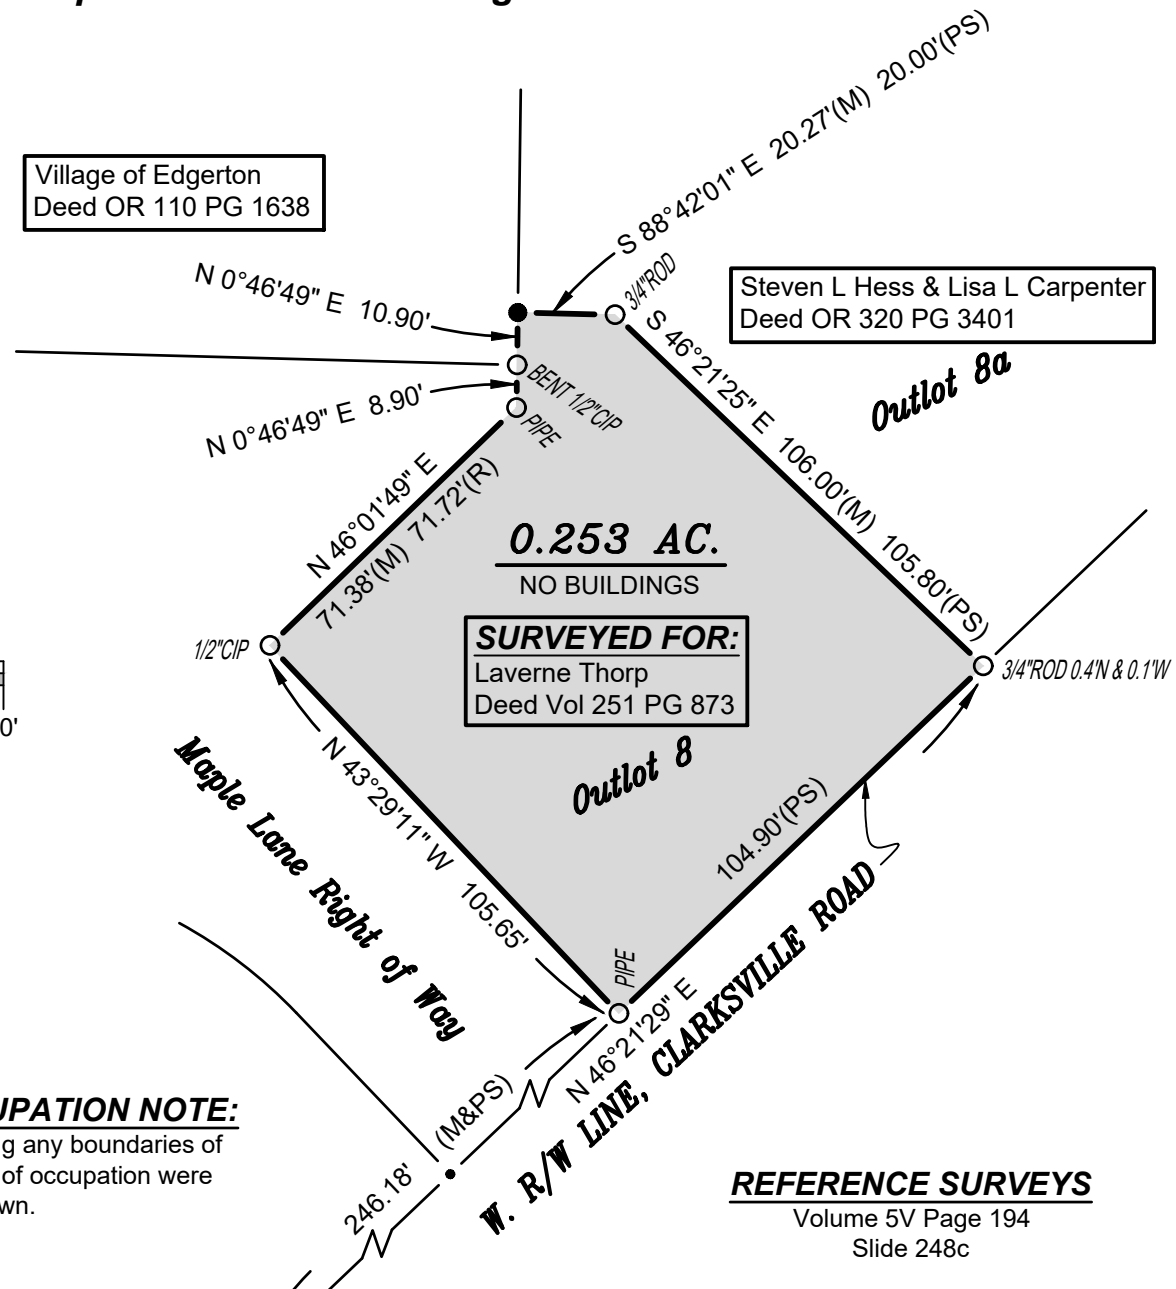 S 88°42'01" E 20.27'(M) 20.00'(PS)
Village of Edgerton
Deed OR 110 PG 1638
N 0°46'49" E 10.90'
3/4"ROD
Steven L Hess & Lisa L Carpenter
Deed OR 320 PG 3401
Outlot 8a
BENT 1/2"CIP
N 0°46'49" E 8.90'
PIPE
S 46°21'25" E 106.00'(M) 105.80'(PS)
N 46°01'49" E
71.38'(M) 71.72'(R)
0.253 AC.
NO BUILDINGS
SURVEYED FOR:
Laverne Thorp
Deed Vol 251 PG 873
1/2"CIP
3/4"ROD 0.4'N & 0.1'W
0'
Outlot 8
Maple Lane Right of Way
N 43°29'11" W 105.65'
104.90'(PS)
PIPE
N 46°21'29" E
W. R/W LINE, CLARKSVILLE ROAD
(M&PS)
246.18'
UPATION NOTE:
g any boundaries of
of occupation were
wn.
REFERENCE SURVEYS
Volume 5V Page 194
Slide 248c